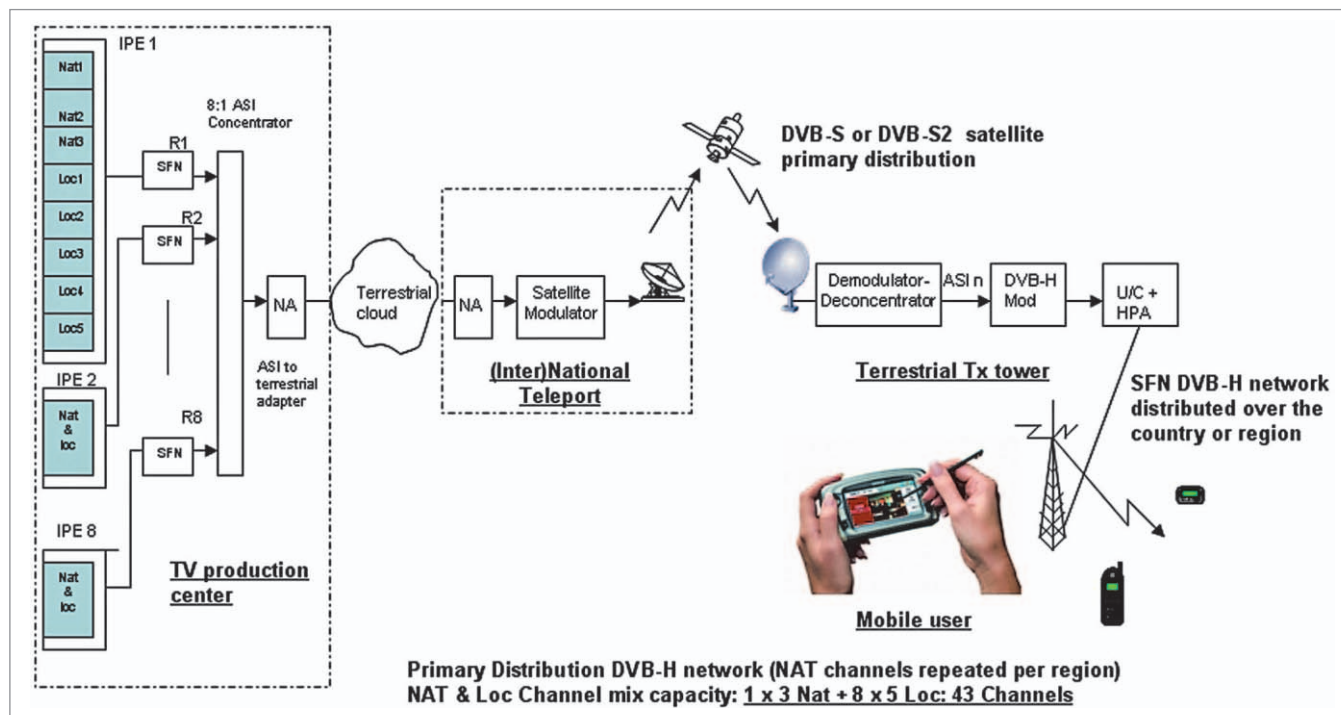 IPE 1
Nat1
Nat2
Nat3
Loc1
Loc2
Loc3
Loc4
Loc5
IPE 2
Nat
&
loc
IPE 8
Nat
&
loc
R1
SFN
R2
SFN
R8
SFN
8:1 ASI
Concentrator
NA
ASI to
terrestrial
adapter
TV production
center
Terrestrial
cloud
NA
Satellite
Modulator
(Inter)National
Teleport
DVB-S or DVB-S2 satellite
primary distribution
Demodulator-
Deconcentrator
ASI n
DVB-H
Mod
U/C +
HPA
Terrestrial Tx tower
SFN DVB-H network
distributed over the
country or region
Mobile user
Primary Distribution DVB-H network (NAT channels repeated per region)
NAT & Loc Channel mix capacity: 1 x 3 Nat + 8 x 5 Loc: 43 Channels